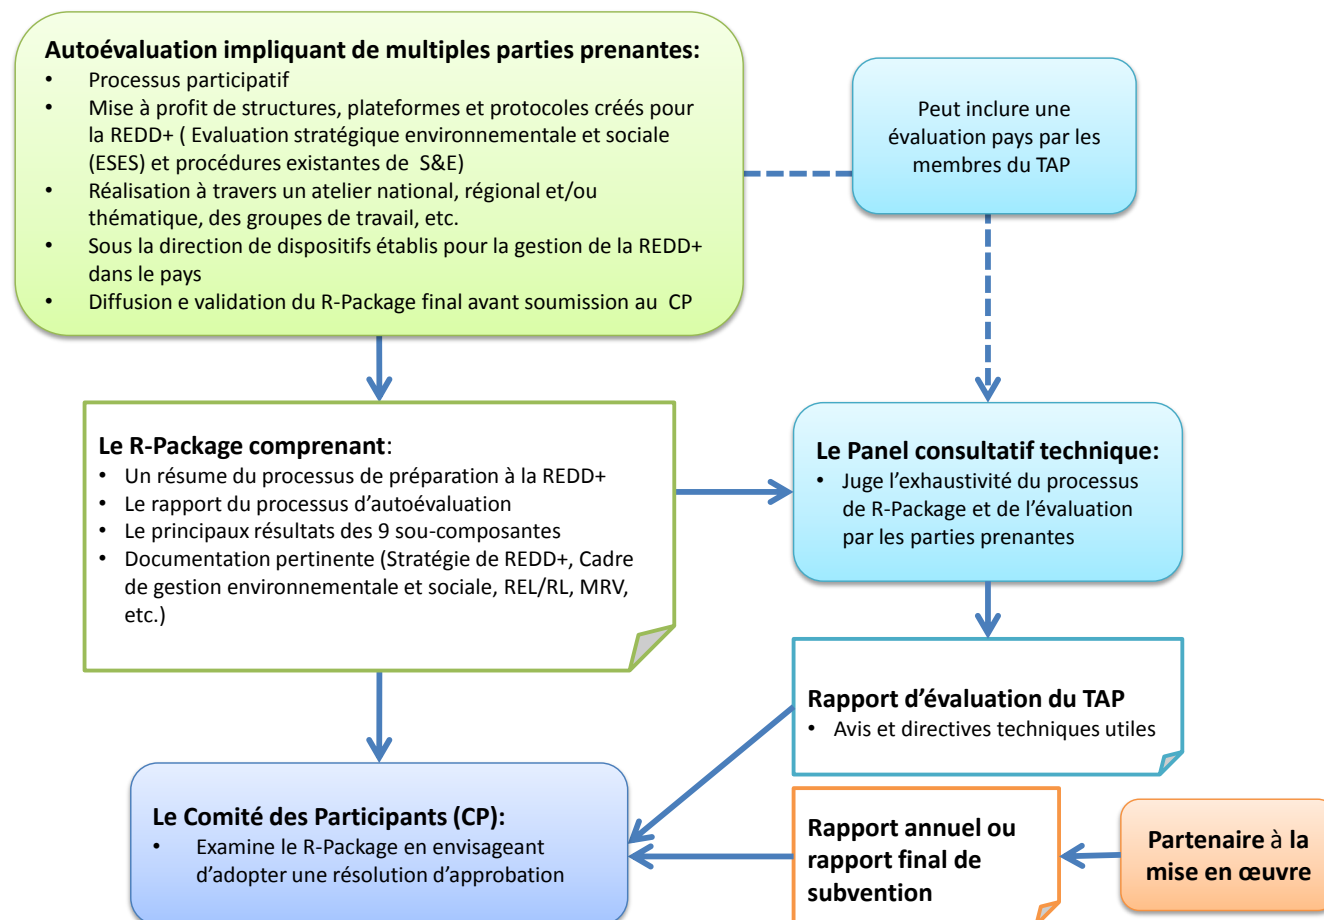 Autoévaluation impliquant de multiples parties prenantes:
• Processus participatif
• Mise à profit de structures, plateformes et protocoles créés pour
la REDD+ ( Evaluation stratégique environnementale et sociale
(ESES) et procédures existantes de S&E)
• Réalisation à travers un atelier national, régional et/ou
thématique, des groupes de travail, etc.
• Sous la direction de dispositifs établis pour la gestion de la REDD+
dans le pays
• Diffusion e validation du R-Package final avant soumission au CP
Peut inclure une
évaluation pays par les
membres du TAP
Le R-Package comprenant:
• Un résume du processus de préparation à la REDD+
• Le rapport du processus d'autoévaluation
• Le principaux résultats des 9 sou-composantes
• Documentation pertinente (Stratégie de REDD+, Cadre
de gestion environnementale et sociale, REL/RL, MRV,
etc.)
Le Panel consultatif technique:
• Juge l'exhaustivité du processus
de R-Package et de l'évaluation
par les parties prenantes
Rapport d'évaluation du TAP
• Avis et directives techniques utiles
Le Comité des Participants (CP):
• Examine le R-Package en envisageant
d'adopter une résolution d'approbation
Rapport annuel ou
rapport final de
subvention
Partenaire à la
mise en œuvre